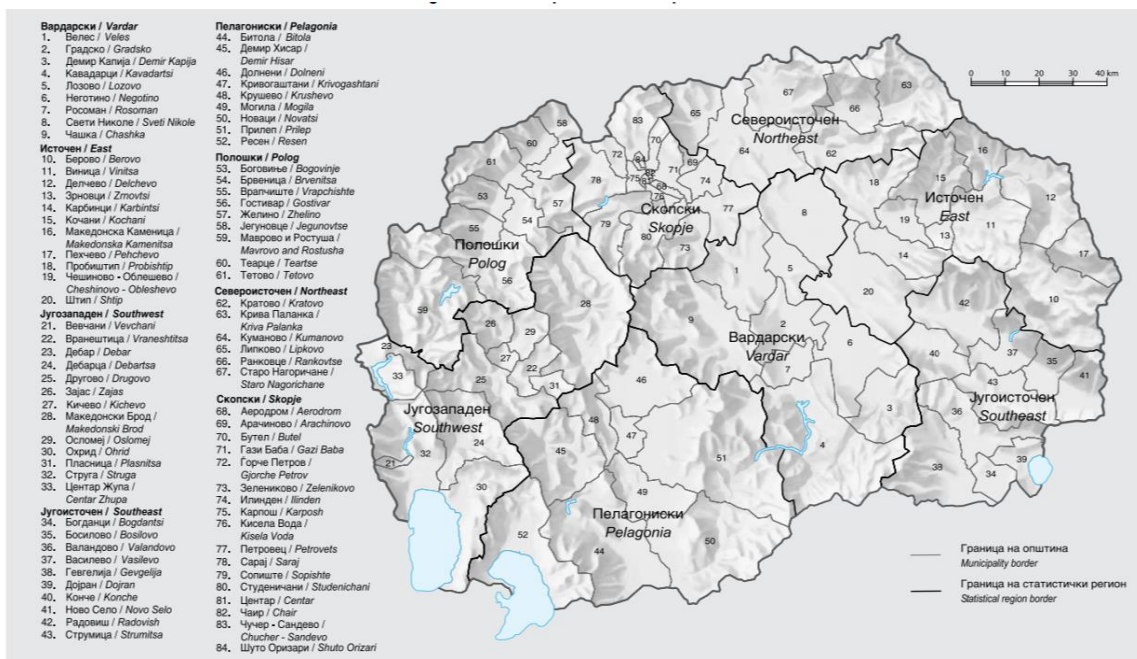 Вардарски / Vardar
1. Велес / Veles
2. Градско / Gradsko
3. Демир Капија / Demir Kapija
4. Кавадарци / Kavadartsi
5. Лозово / Lozovo
6. Неготино / Negotino
7. Росоман / Rosoman
8. Свети Николе / Sveti Nikole
9. Чашка / Chashka
Источен / East
10. Берово / Berovo
11. Виница / Vinitsa
12. Делчево / Delchevo
13. Зрновци / Zrnovtsi
14. Карбинци / Karbintsi
15. Кочани / Kochani
16. Македонска Каменица /
Makedonska Kamenitsa
17. Пехчево / Pehchevo
18. Пробиштип / Probishtip
19. Чешиново - Облешево /
Cheshinovo - Obleshevo
20. Штип / Shtip
Југозападен / Southwest
21. Вевчани / Vevchani
22. Вранештица / Vraneshtitsa
23. Дебар / Debar
24. Дебарца / Debartsa
25. Другово / Drugovo
26. Зајас / Zajas
27. Кичево / Kichevo
28. Македонски Брод /
Makedonski Brod
29. Осломеј / Oslomej
30. Охрид / Ohrid
31. Пласница / Plasnitsa
32. Струга / Struga
33. Центар Жупа /
Centar Zhupa
Југоисточен / Southeast
34. Богданци / Bogdantsi
35. Босилово / Bosilovo
36. Валандово / Valandovo
37. Василево / Vasilevo
38. Гевгелија / Gevgelija
39. Дојран / Dojran
40. Конче / Konche
41. Ново Село / Novo Selo
42. Радовиш / Radovish
43. Струмица / Strumitsa
Пелагониски / Pelagonia
44. Битола / Bitola
45. Демир Хисар /
Demir Hisar
46. Долнени / Dolneni
47. Кривогаштани / Krivogashtani
48. Крушево / Krushevo
49. Могила / Mogila
50. Новаци / Novatsi
51. Прилеп / Prilep
52. Ресен / Resen
Полошки / Polog
53. Боговиње / Bogovinje
54. Брвеница / Brvenitsa
55. Врапчиште / Vrapchishte
56. Гостивар / Gostivar
57. Желино / Zhelino
58. Јегуновце / Jegunovtse
59. Маврово и Ростуша /
Mavrovo and Rostusha
60. Теарце / Teartse
61. Тетово / Tetovo
Североисточен / Northeast
62. Кратово / Kratovo
63. Крива Паланка /
Kriva Palanka
64. Куманово / Kumanovo
65. Липково / Lipkovo
66. Ранковце / Rankovtse
67. Старо Нагоричане /
Staro Nagorichane
Скопски / Skopje
68. Аеродром / Aerodrom
69. Арачиново / Arachinovo
70. Бутел / Butel
71. Гази Баба / Gazi Baba
72. Ѓорче Петров /
Gjorche Petrov
73. Зелениково / Zelenikovo
74. Илинден / Ilinden
75. Карпош / Karposh
76. Кисела Вода /
Kisela Voda
77. Петровец / Petrovets
78. Сарај / Saraj
79. Сопиште / Sopishte
80. Студеничани / Studenichani
81. Центар / Centar
82. Чаир / Chair
83. Чучер - Сандево /
Chucher - Sandevo
84. Шуто Оризари / Shuto Orizari
0 10 20 30 40 km
Североисточен
Northeast
Скопски
Skopje
Источен
East
Полошки
Polog
Вардарски
Vardar
Југозападен
Southwest
Југоисточен
Southeast
Пелагониски
Pelagonia
Граница на општина
Municipality border
Граница на статистички регион
Statistical region border